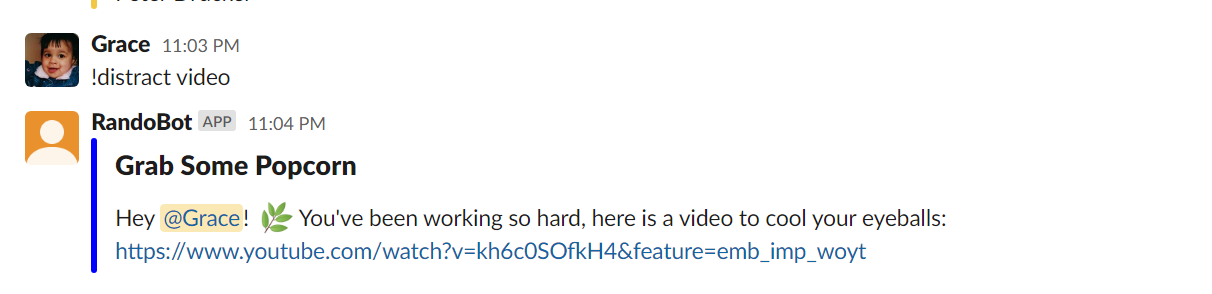 Grace 11:03 PM
!distract video
RandoBot APP 11:04 PM
Grab Some Popcorn
Hey @Grace! 🌿 You've been working so hard, here is a video to cool your eyeballs:
https://www.youtube.com/watch?v=kh6c0SOfkH4&feature=emb_imp_woyt